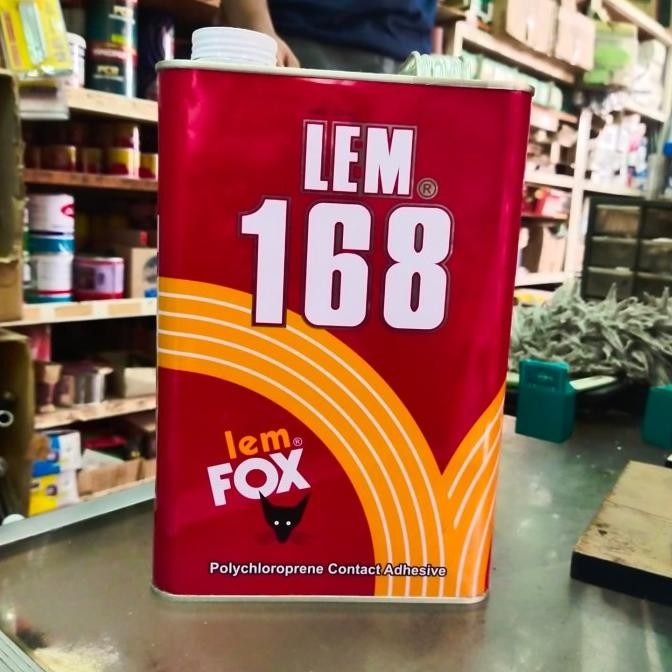 LEM®
168
lem®
FOX
Polychloroprene Contact Adhesive